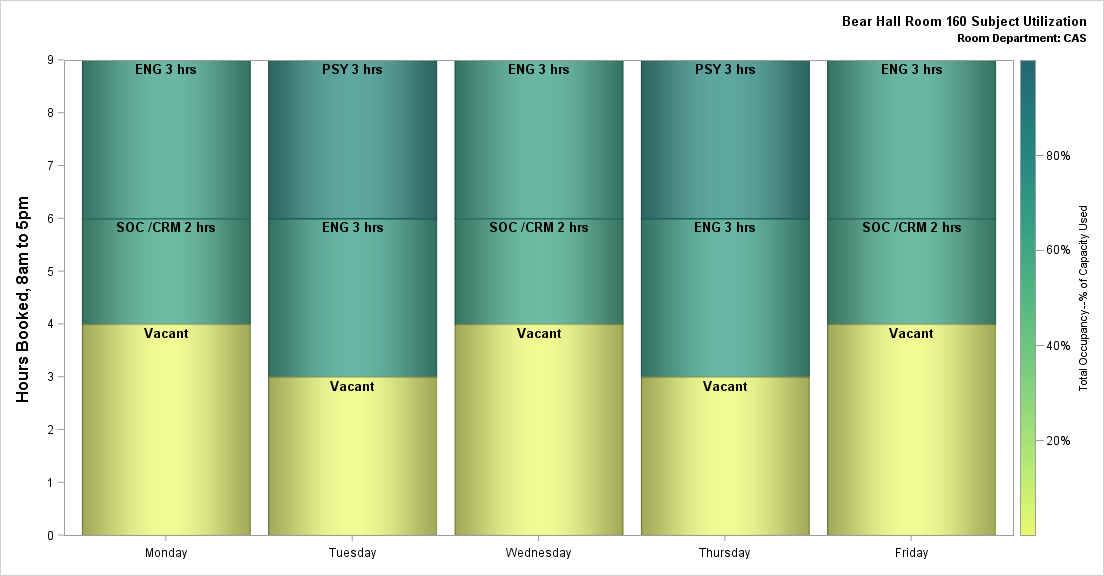 Bear Hall Room 160 Subject Utilization
Room Department: CAS
Hours Booked, 8am to 5pm
9
8
7
6
5
4
3
2
1
0
ENG 3 hrs
SOC /CRM 2 hrs
Vacant
PSY 3 hrs
ENG 3 hrs
Vacant
ENG 3 hrs
SOC /CRM 2 hrs
Vacant
PSY 3 hrs
ENG 3 hrs
Vacant
ENG 3 hrs
SOC /CRM 2 hrs
Vacant
Monday
Tuesday
Wednesday
Thursday
Friday
80%
60%
40%
20%
Total Occupancy--% of Capacity Used